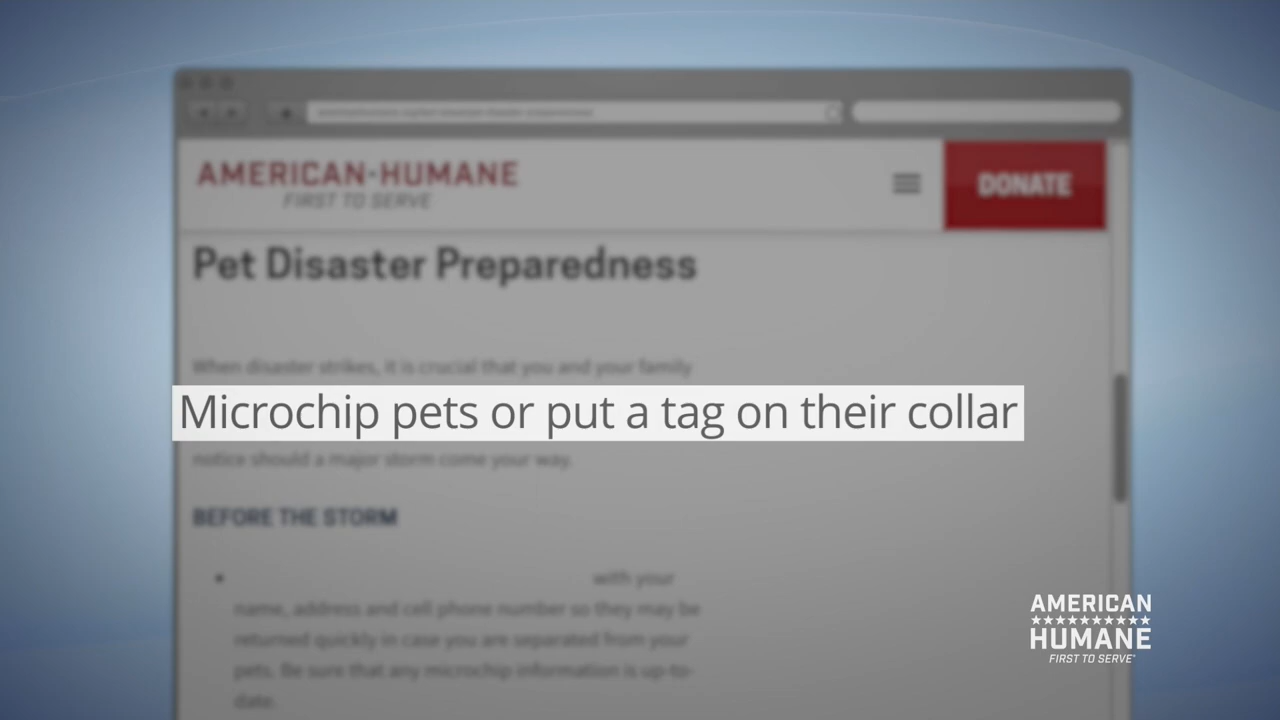 AMERICAN·HUMANE
FIRST TO SERVE
DONATE
Pet Disaster Preparedness
When disaster strikes, it is crucial that you and your family
Microchip pets or put a tag on their collar
notice should a major storm come your way.
BEFORE THE STORM
with your
name, address and cell phone number so they may be
returned quickly in case you are separated from your
pets. Be sure that any microchip information is up-to-
date.
AMERICAN
HUMANE
FIRST TO SERVE